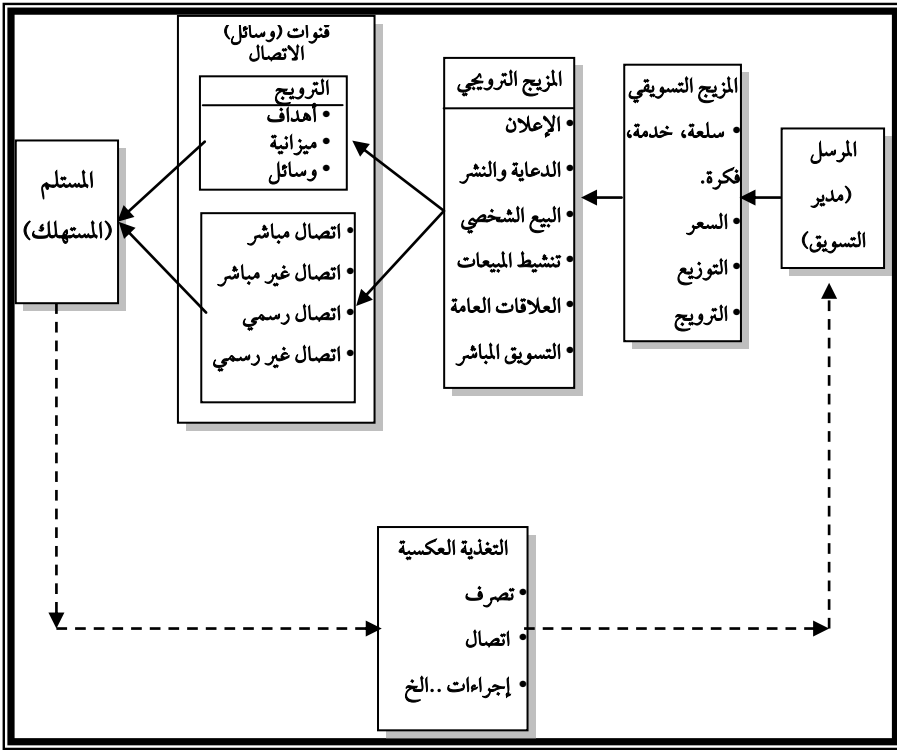 المرسل
(مدير
التسويق)
المزيج التسويقي
• سلعة، خدمة،
فكرة.
• السعر
• التوزيع
• الترويج
المزيج الترويجي
• الإعلان
• الدعاية والنشر
• البيع الشخصي
• تنشيط المبيعات
• العلاقات العامة
• التسويق المباشر
قنوات (وسائل)
الاتصال
الترويج
• أهداف
• ميزانية
• وسائل
• اتصال مباشر
• اتصال غير مباشر
• اتصال رسمي
• اتصال غير رسمي
المستلم
(المستهلك)
التغذية العكسية
• تصرف
• اتصال
• إجراءات ..الخ